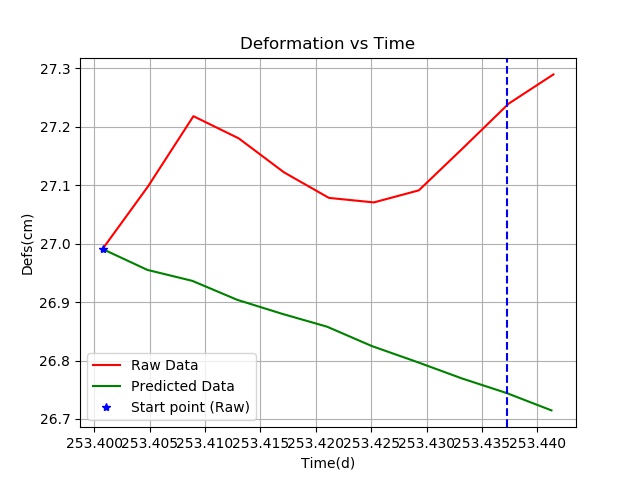 Deformation vs Time
27.3
27.2
27.1
27.0
26.9
26.8
26.7
Defs(cm)
Raw Data
Predicted Data
Start point (Raw)
253.400 253.405 253.410 253.415 253.420 253.425 253.430 253.435 253.440
Time(d)